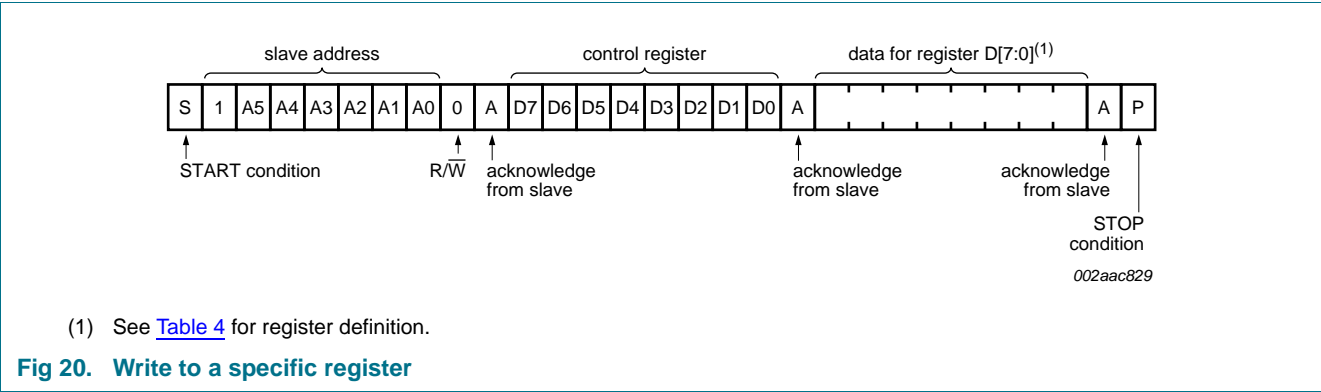 slave address control register data for register D[7:0](1)
S 1 A5 A4 A3 A2 A1 A0 0 A D7 D6 D5 D4 D3 D2 D1 D0 A A P
START condition R/W̅ acknowledge from slave acknowledge from slave acknowledge from slave
STOP condition
002aac829
(1) See Table 4 for register definition.
Fig 20. Write to a specific register